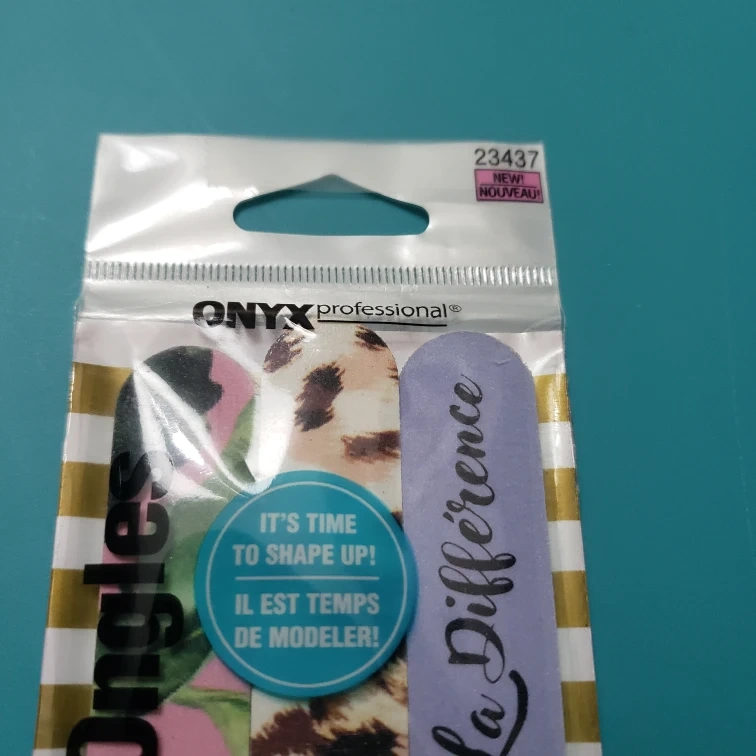 23437
NEW!
NOUVEAU!
ONYX professional®
IT'S TIME
TO SHAPE UP!
IL EST TEMPS
DE MODELER!
ongles
La Différence